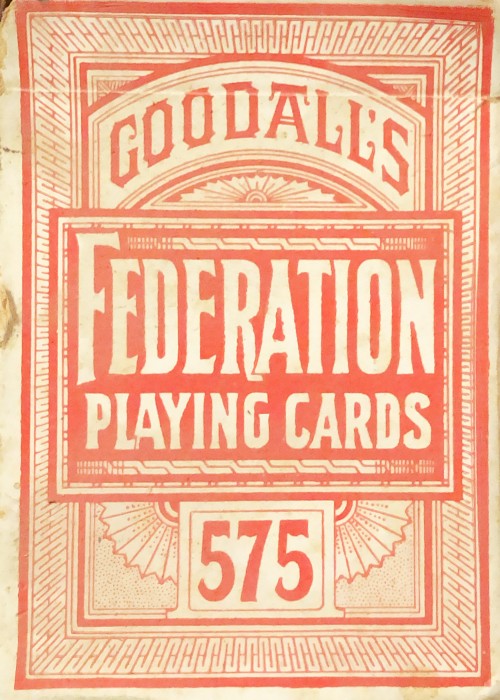 GOODALL'S
FEDERATION
PLAYING CARDS
575